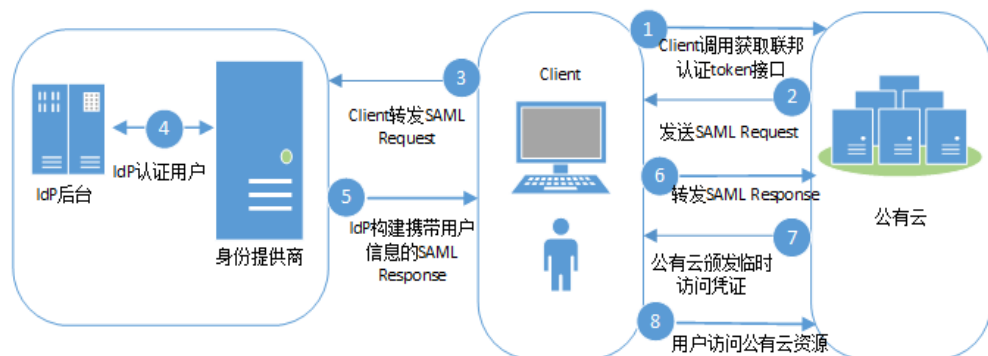 1
Client调用获取联邦
认证token接口
Client
3
2
Client转发SAML
Request
发送SAML Request
4
IdP认证用户
IdP后台
5
6
转发SAML Response
公有云
IdP构建携带用户
信息的SAML
Response
身份提供商
7
公有云颁发临时
访问凭证
8
用户访问公有云资源